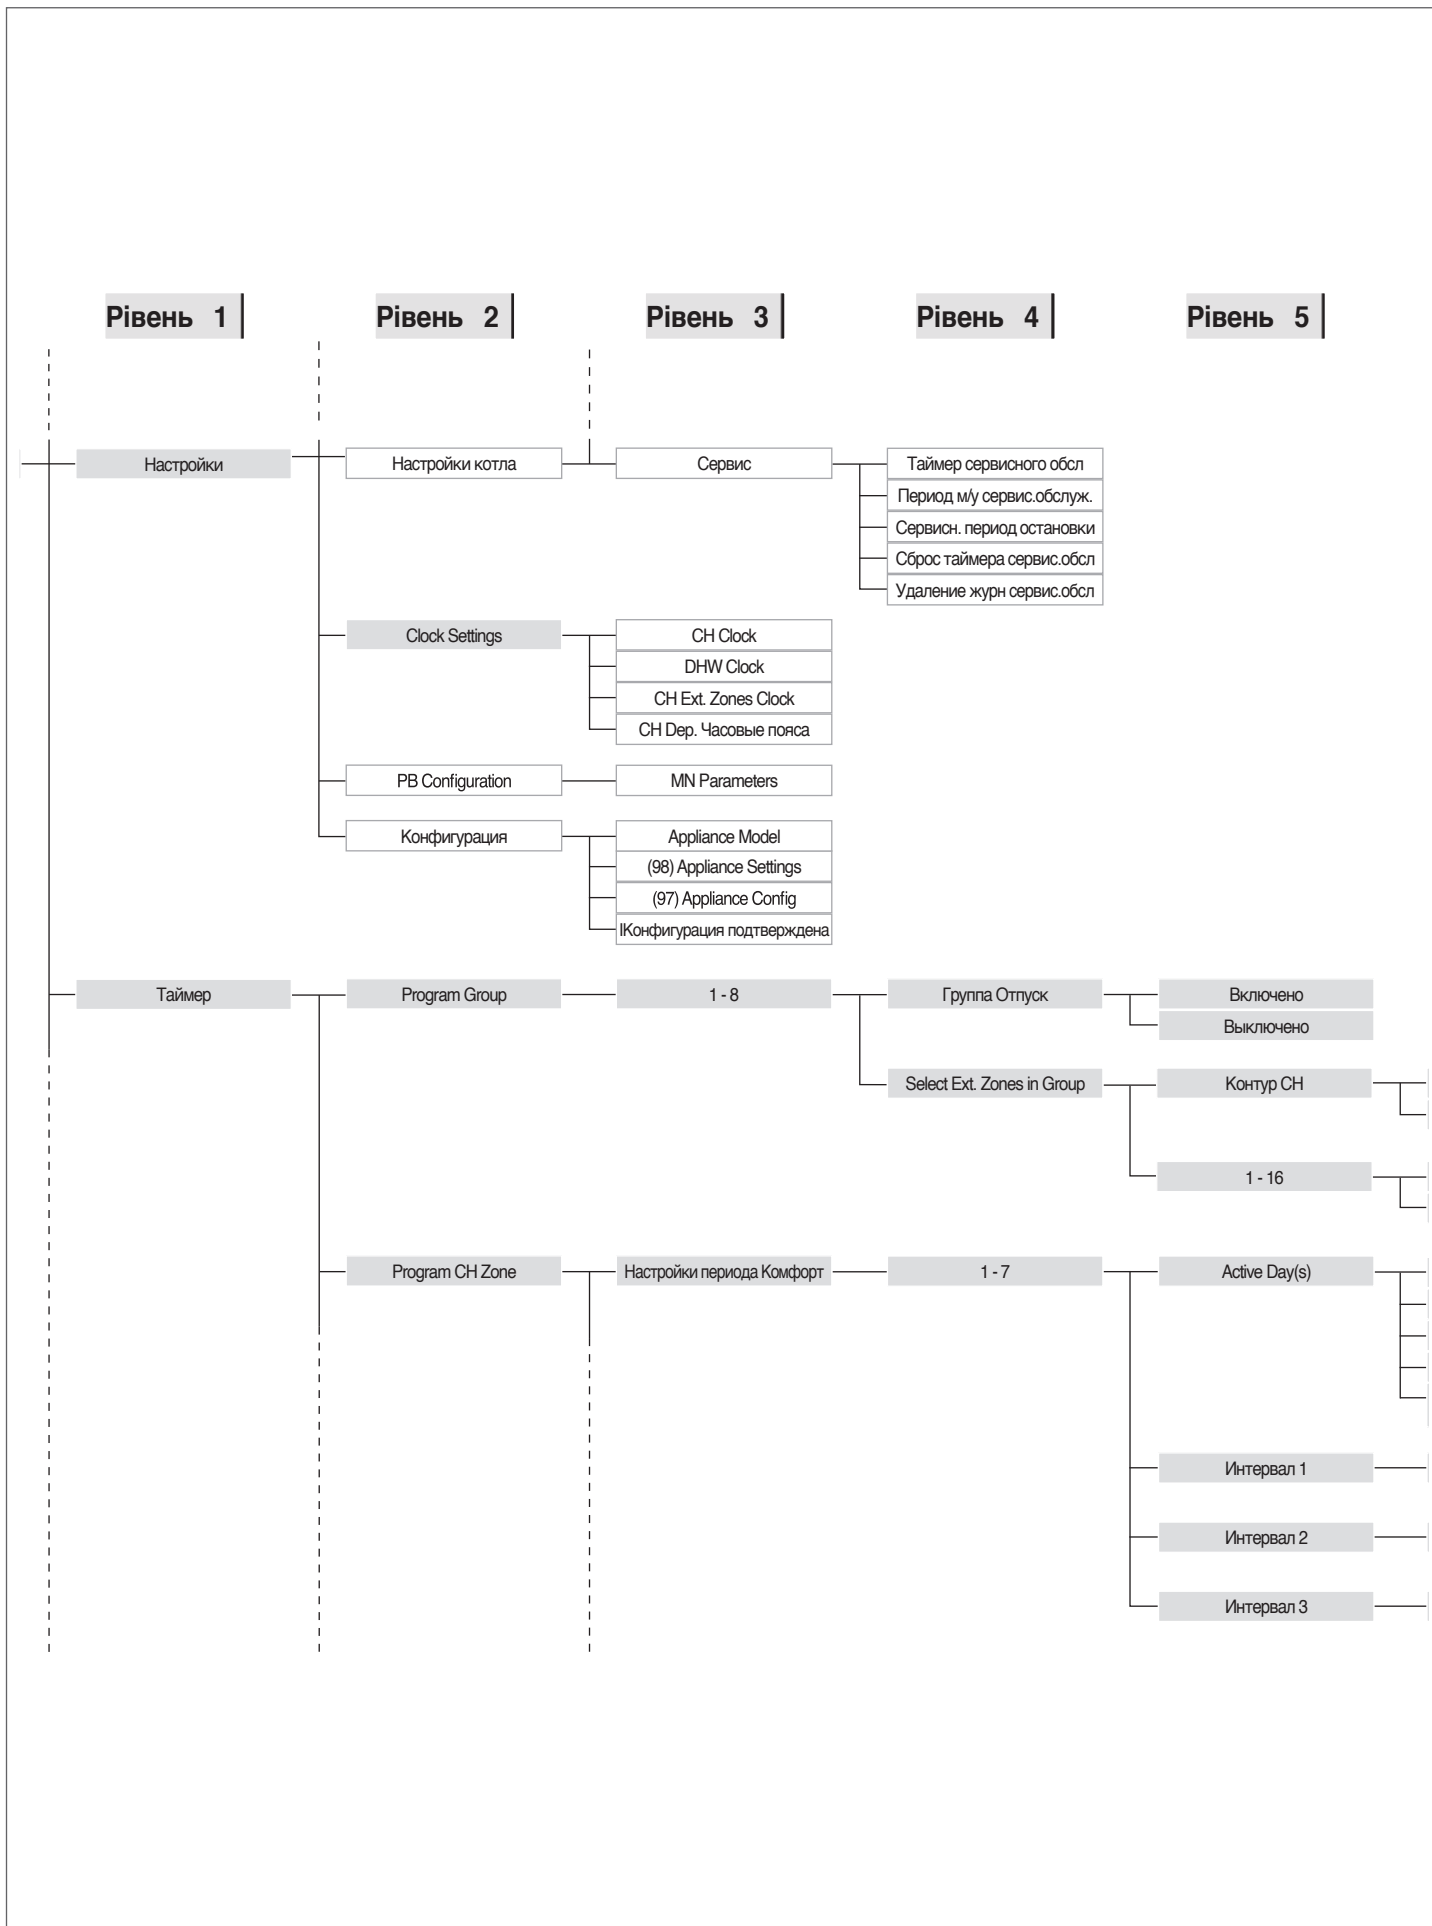 Рівень 1
Рівень 2
Рівень 3
Рівень 4
Рівень 5
Настройки
Настройки котла
Сервис
Таймер сервисного обсл
Период м/у сервис.обслуж.
Сервисн. период остановки
Сброс таймера сервис.обсл
Удаление журн сервис.обсл
Clock Settings
CH Clock
DHW Clock
CH Ext. Zones Clock
CH Dep. Часовые пояса
PB Configuration
MN Parameters
Конфигурация
Appliance Model
(98) Appliance Settings
(97) Appliance Config
IКонфигурация подтверждена
Таймер
Program Group
1 - 8
Группа Отпуск
Включено
Выключено
Select Ext. Zones in Group
Контур CH
1 - 16
Program CH Zone
Настройки периода Комфорт
1 - 7
Active Day(s)
Интервал 1
Интервал 2
Интервал 3